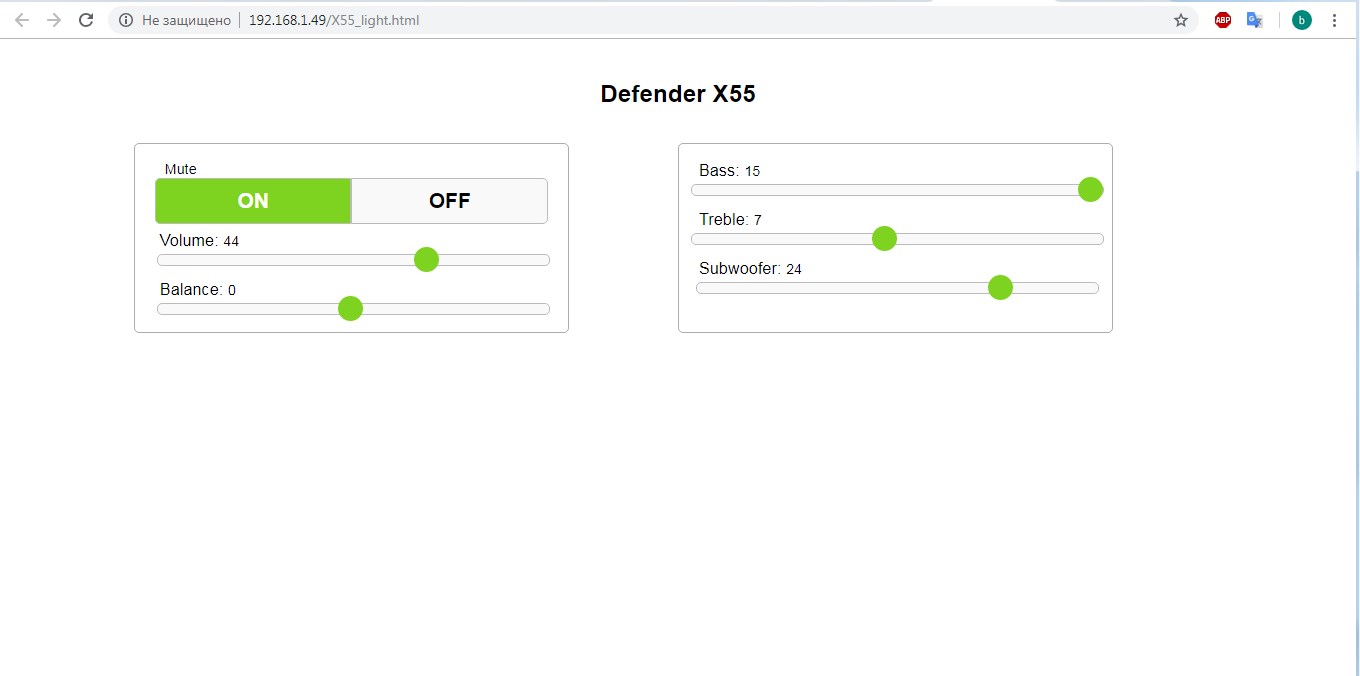 Не защищено 192.168.1.49/X55_light.html
ABP
G
b
Defender X55
Mute
ON OFF
Volume: 44
Balance: 0
Bass: 15
Treble: 7
Subwoofer: 24